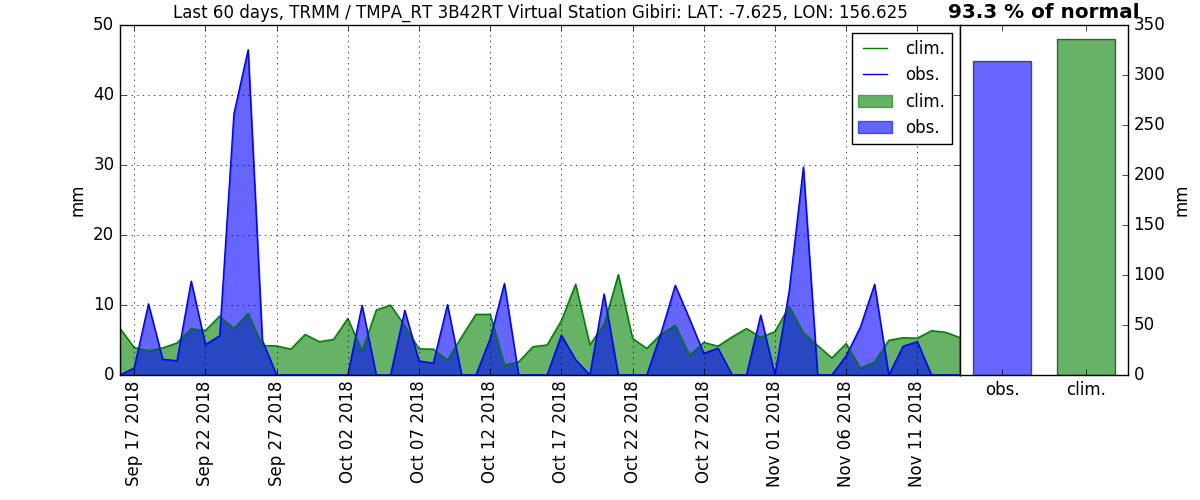 Last 60 days, TRMM / TMPA_RT 3B42RT Virtual Station Gibiri: LAT: -7.625, LON: 156.625
93.3 % of normal
mm
50
40
30
20
10
0
clim.
obs.
clim.
obs.
Sep 17 2018
Sep 22 2018
Sep 27 2018
Oct 02 2018
Oct 07 2018
Oct 12 2018
Oct 17 2018
Oct 22 2018
Oct 27 2018
Nov 01 2018
Nov 06 2018
Nov 11 2018
350
300
250
200
150
100
50
0
mm
obs.
clim.